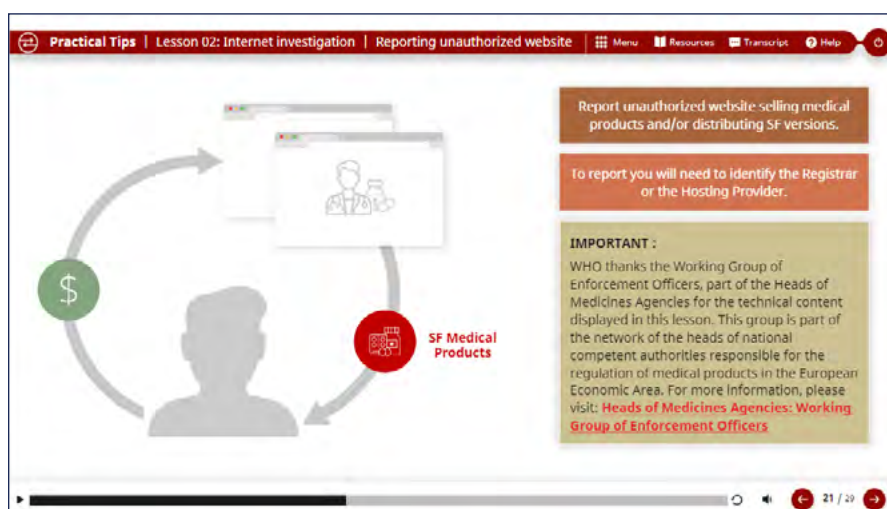 Practical Tips | Lesson 02: Internet investigation | Reporting unauthorized website
Menu
Resources
Transcript
Help
Report unauthorized website selling medical
products and/or distributing SF versions.
To report you will need to identify the Registrar
or the Hosting Provider.
IMPORTANT :
WHO thanks the Working Group of
Enforcement Officers, part of the Heads of
Medicines Agencies for the technical content
displayed in this lesson. This group is part of
the network of the heads of national
competent authorities responsible for the
regulation of medical products in the European
Economic Area. For more information, please
visit: Heads of Medicines Agencies: Working
Group of Enforcement Officers
$
SF Medical
Products
21 / 29